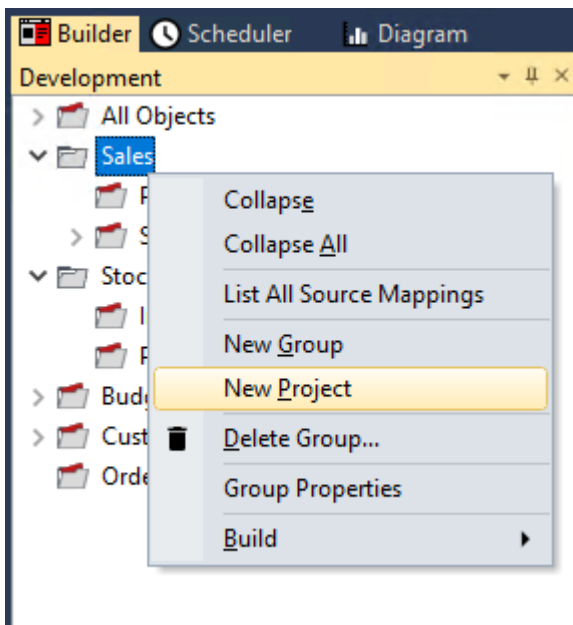 Builder Scheduler Diagram
Development
All Objects
Sales
Collapse
Collapse All
List All Source Mappings
New Group
New Project
Delete Group...
Group Properties
Build